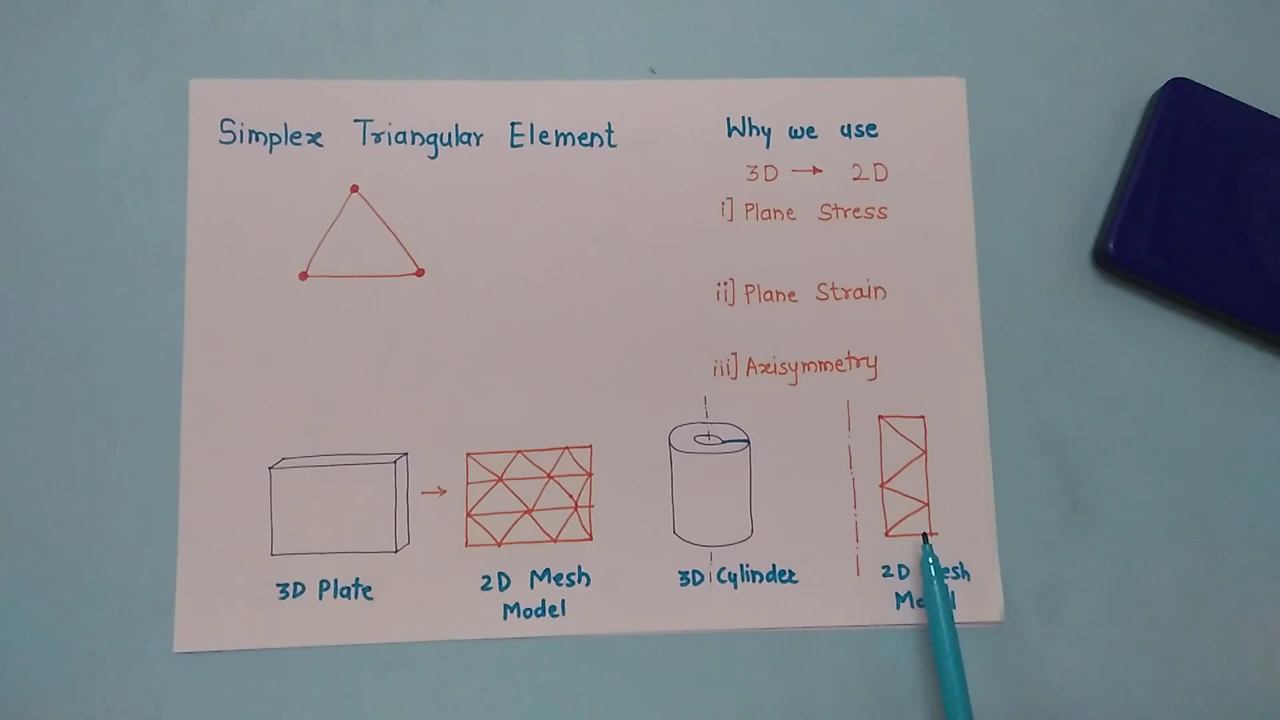 Simplex Triangular Element
Why we use
3D → 2D
i] Plane Stress
ii] Plane Strain
iii] Axisymmetry
3D Plate
2D Mesh
Model
3D Cylinder
2D